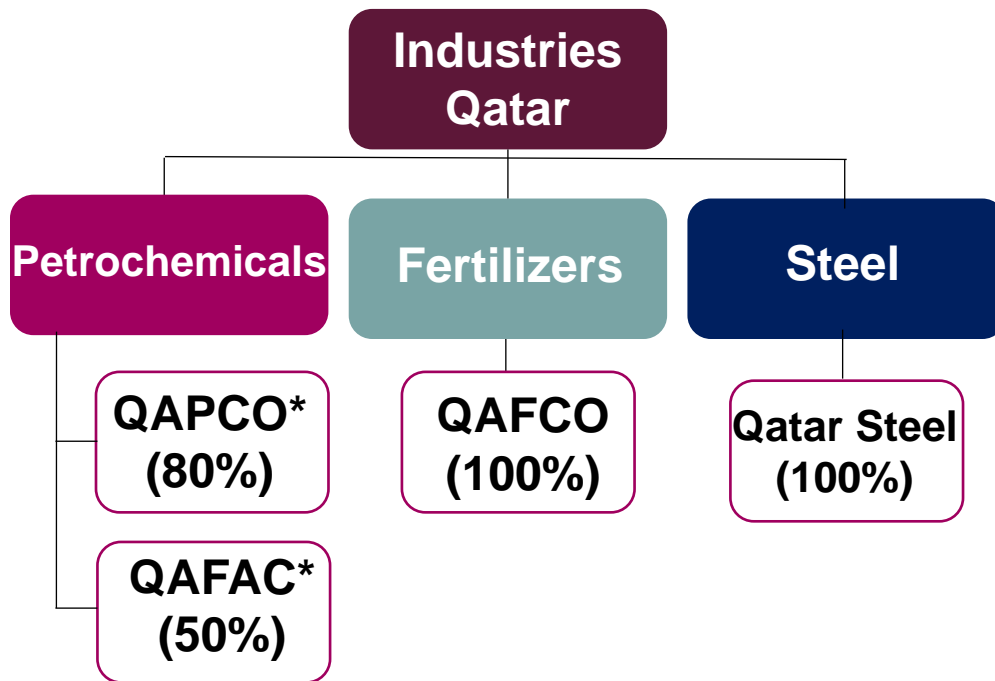 Industries
Qatar
Petrochemicals
Fertilizers
Steel
QAPCO*
(80%)
QAFCO
(100%)
Qatar Steel
(100%)
QAFAC*
(50%)